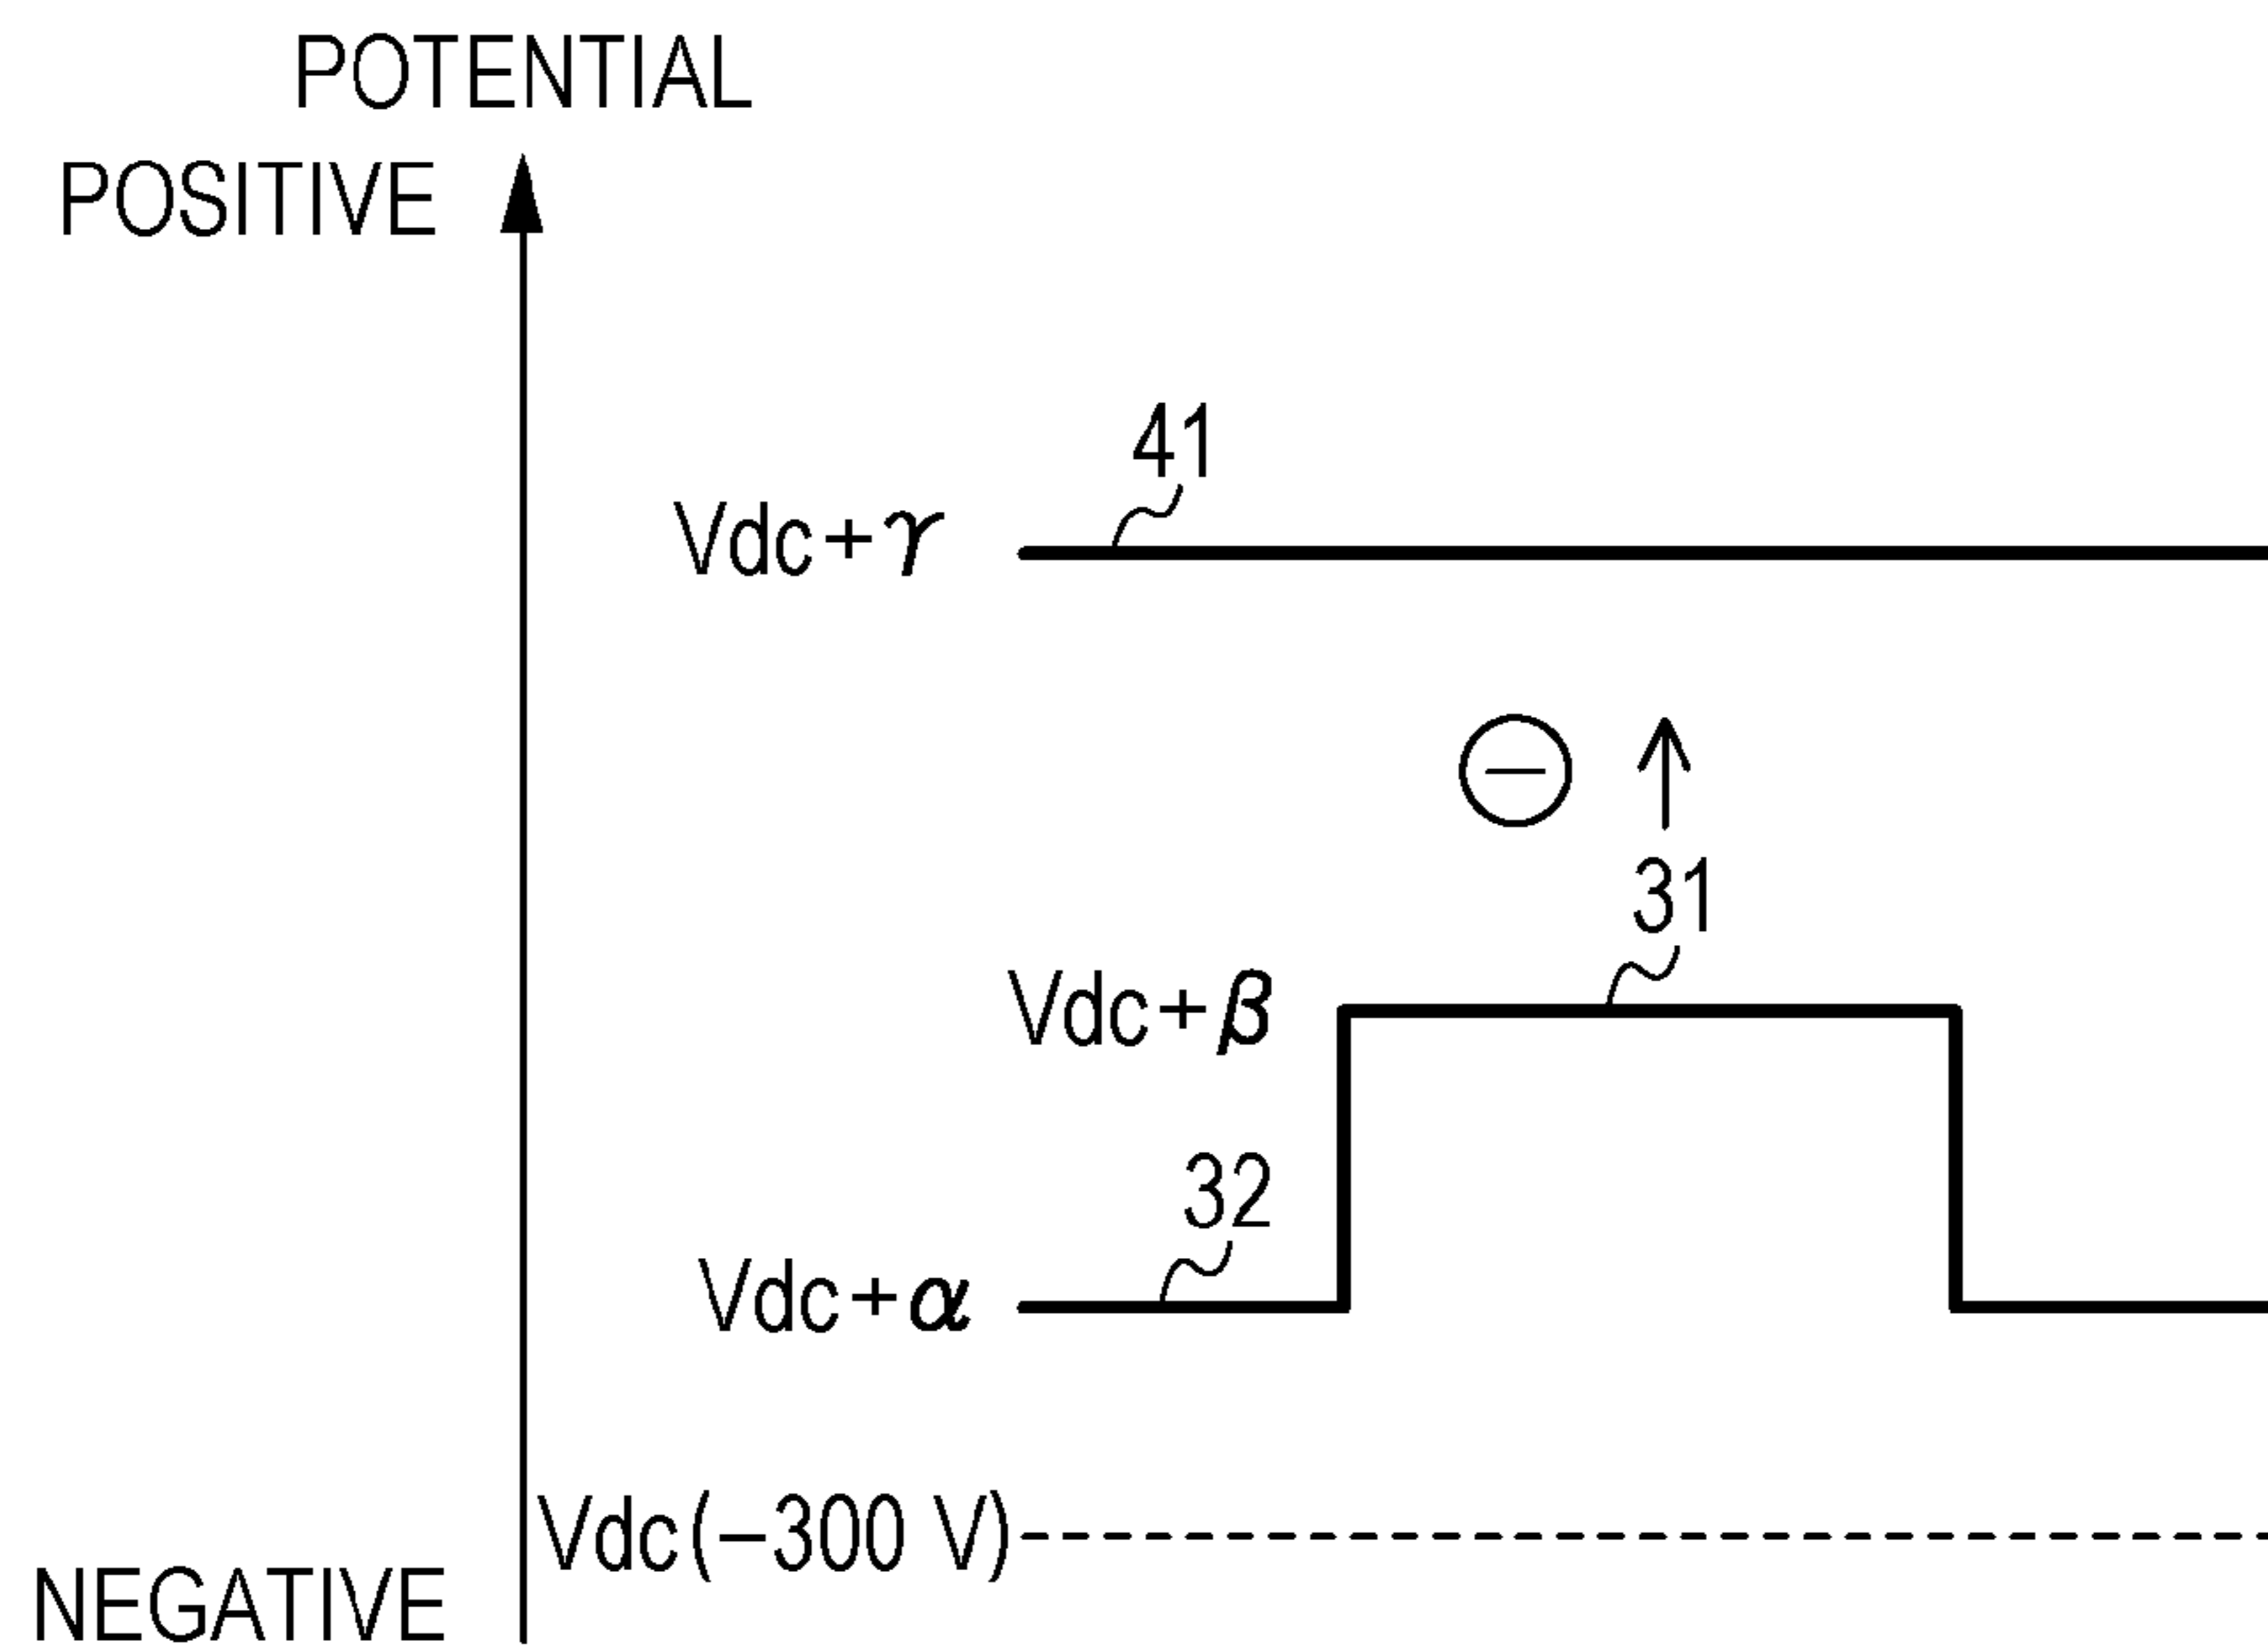 POTENTIAL
POSITIVE
41
Vdc+γ
⊖
31
Vdc+β
32
Vdc+α
Vdc(−300 V)
NEGATIVE